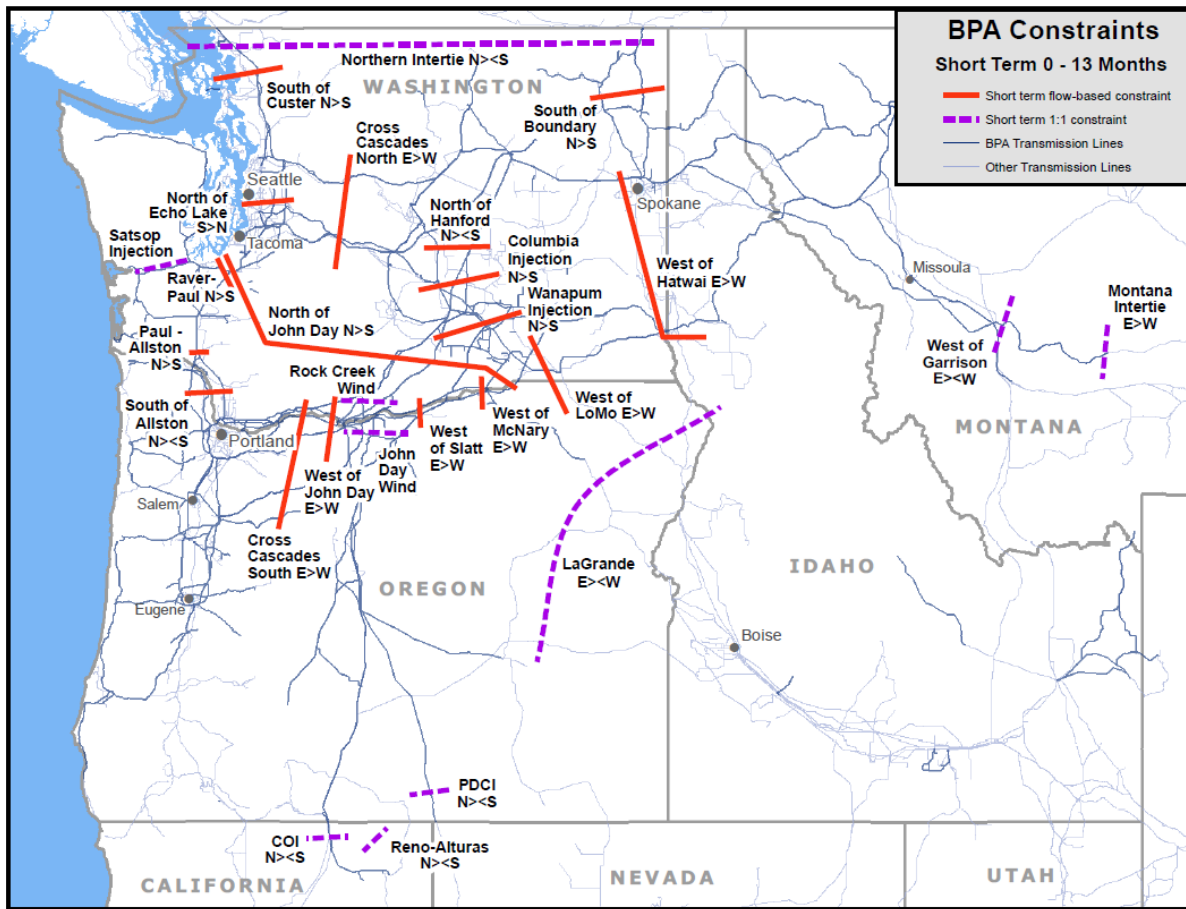 BPA Constraints
Short Term 0 - 13 Months
Short term flow-based constraint
Short term 1:1 constraint
BPA Transmission Lines
Other Transmission Lines
Northern Intertie N><S
WASHINGTON
South of
Custer N>S
South of
Boundary
N>S
Cross
Cascades
North E>W
Seattle
North of
Echo Lake
S>N
Tacoma
Satsop
Injection
Raver-
Paul N>S
North of
Hanford
N><S
Columbia
Injection
N>S
Wanapum
Injection
N>S
Spokane
West of
Hatwai E>W
Missoula
Montana
Intertie
E>W
West of
Garrison
E><W
MONTANA
North of
John Day N>S
Paul -
Allston
N>S
South of
Allston
N><S
Rock Creek
Wind
Portland
West of
LoMo E>W
West of
McNary
E>W
West
of Slatt
E>W
John
Day
Wind
West of
John Day
E>W
Salem
Cross
Cascades
South E>W
OREGON
LaGrande
E><W
IDAHO
Eugene
Boise
PDCI
N><S
COI
N><S
Reno-Alturas
N><S
CALIFORNIA
NEVADA
UTAH